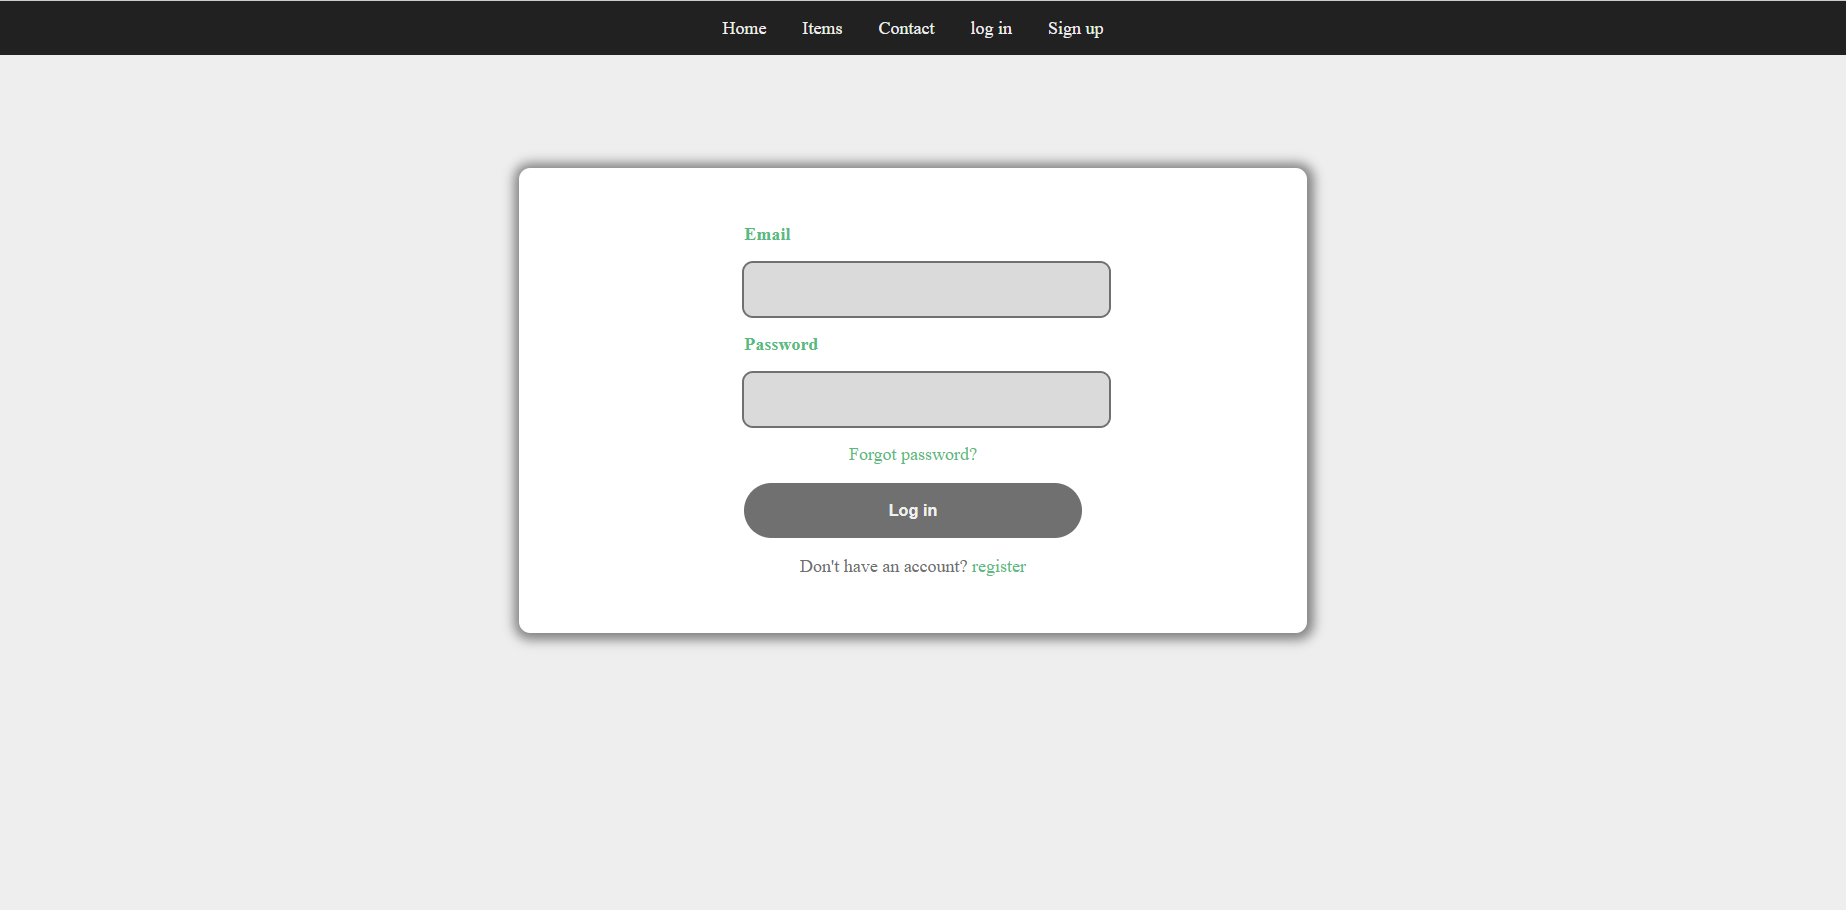 Home Items Contact log in Sign up
Email
Password
Forgot password?
Log in
Don't have an account? register